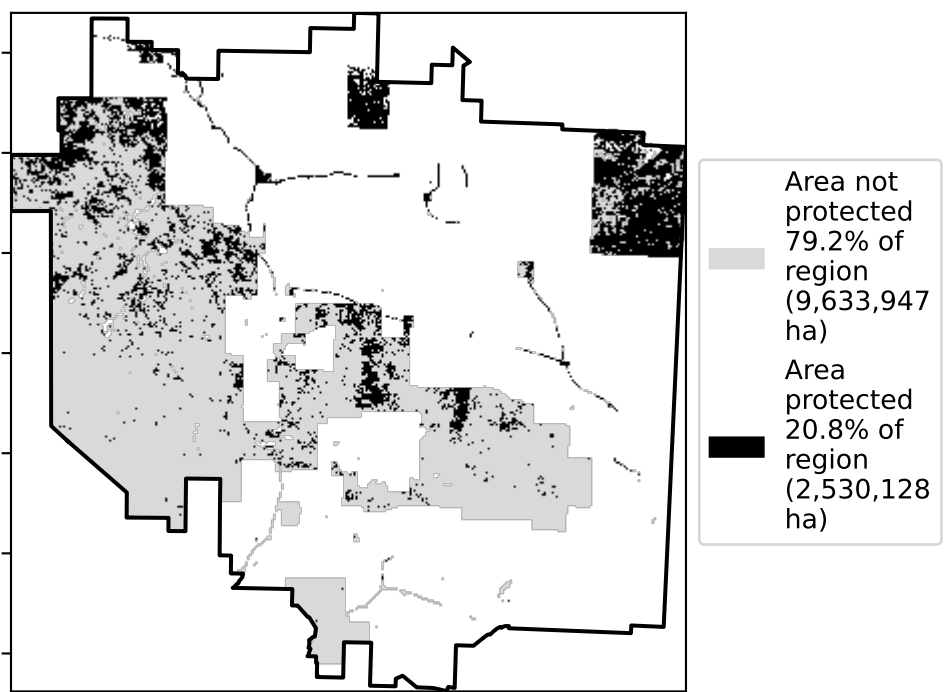 Area not
protected
79.2% of
region
(9,633,947
ha)
Area
protected
20.8% of
region
(2,530,128
ha)